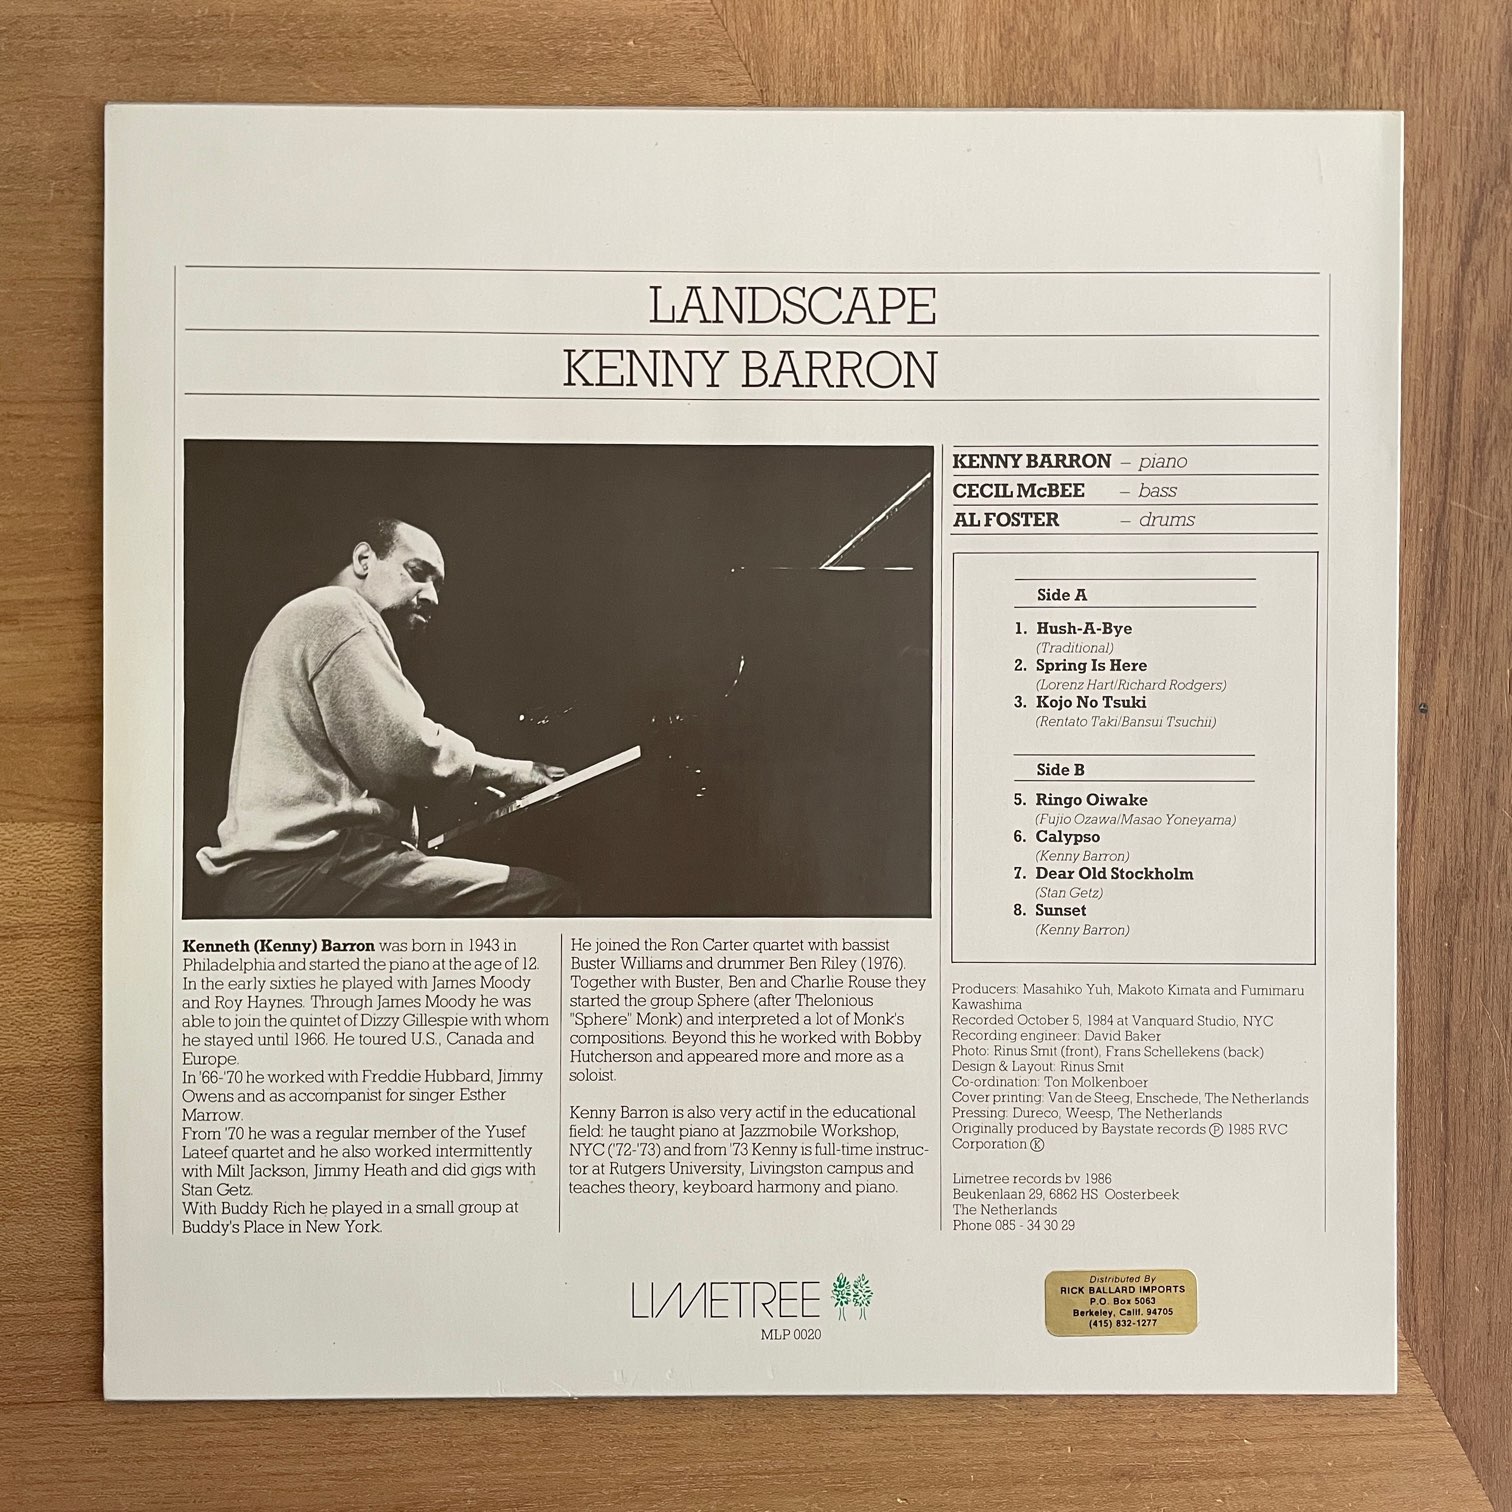 LANDSCAPE
KENNY BARRON
KENNY BARRON – piano
CECIL McBEE – bass
AL FOSTER – drums
Side A
1. Hush-A-Bye
(Traditional)
2. Spring Is Here
(Lorenz Hart/Richard Rodgers)
3. Kojo No Tsuki
(Rentato Taki/Bansui Tsuchii)
Side B
5. Ringo Oiwake
(Fujio Ozawa/Masao Yoneyama)
6. Calypso
(Kenny Barron)
7. Dear Old Stockholm
(Stan Getz)
8. Sunset
(Kenny Barron)
Kenneth (Kenny) Barron was born in 1943 in
Philadelphia and started the piano at the age of 12.
In the early sixties he played with James Moody
and Roy Haynes. Through James Moody he was
able to join the quintet of Dizzy Gillespie with whom
he stayed until 1966. He toured U.S., Canada and
Europe.
In '66-'70 he worked with Freddie Hubbard, Jimmy
Owens and as accompanist for singer Esther
Marrow.
From '70 he was a regular member of the Yusef
Lateef quartet and he also worked intermittently
with Milt Jackson, Jimmy Heath and did gigs with
Stan Getz.
With Buddy Rich he played in a small group at
Buddy's Place in New York.
He joined the Ron Carter quartet with bassist
Buster Williams and drummer Ben Riley (1976).
Together with Buster, Ben and Charlie Rouse they
started the group Sphere (after Thelonious
"Sphere" Monk) and interpreted a lot of Monk's
compositions. Beyond this he worked with Bobby
Hutcherson and appeared more and more as a
soloist.
Kenny Barron is also very actif in the educational
field: he taught piano at Jazzmobile Workshop,
NYC ('72-'73) and from '73 Kenny is full-time instruc-
tor at Rutgers University, Livingston campus and
teaches theory, keyboard harmony and piano.
Producers: Masahiko Yuh, Makoto Kimata and Fumimaru
Kawashima
Recorded October 5, 1984 at Vanguard Studio, NYC
Recording engineer: David Baker
Photo: Rinus Smit (front), Frans Schellekens (back)
Design & Layout: Rinus Smit
Co-ordination: Ton Molkenboer
Cover printing: Van de Steeg, Enschede, The Netherlands
Pressing: Dureco, Weesp, The Netherlands
Originally produced by Baystate records Ⓟ 1985 RVC
Corporation Ⓚ
Limetree records bv 1986
Beukenlaan 29, 6862 HS Oosterbeek
The Netherlands
Phone 085 - 34 30 29
LIMETREE
MLP 0020
Distributed By
RICK BALLARD IMPORTS
P.O. Box 5063
Berkeley, Calif. 94705
(415) 832-1277